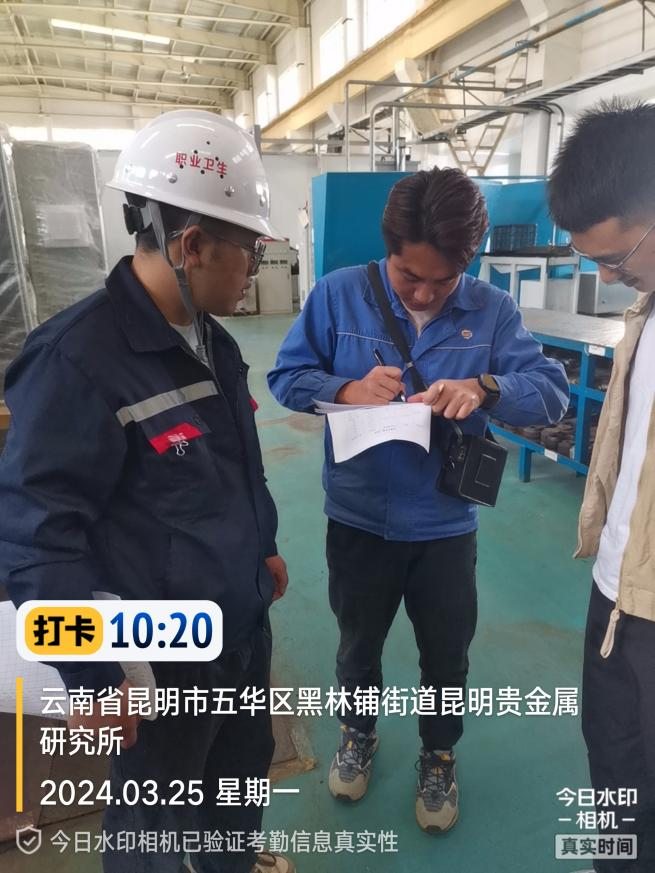 职业卫生
打卡 10:20
云南省昆明市五华区黑林铺街道昆明贵金属
研究所
2024.03.25 星期一
今日水印相机已验证考勤信息真实性
今日水印
-相机-
真实时间